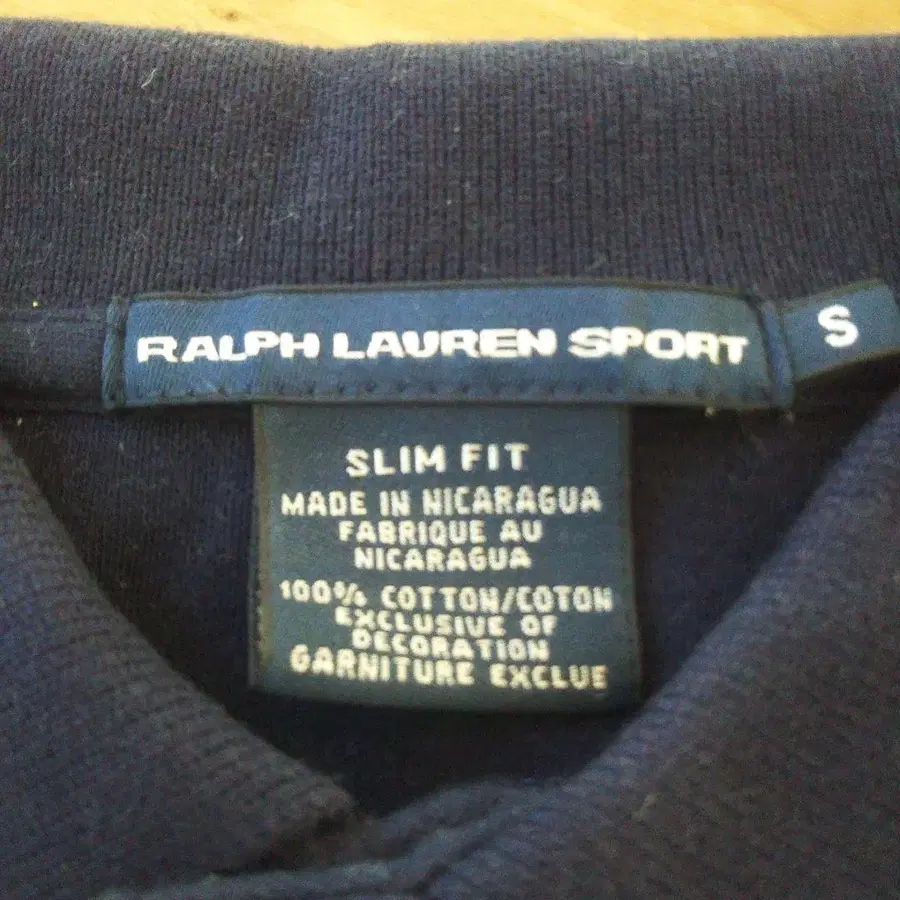 RALPH LAUREN SPORT
S
SLIM FIT
MADE IN NICARAGUA
FABRIQUE AU
NICARAGUA
100% COTTON/COTON
EXCLUSIVE OF
DECORATION
GARNITURE EXCLUE